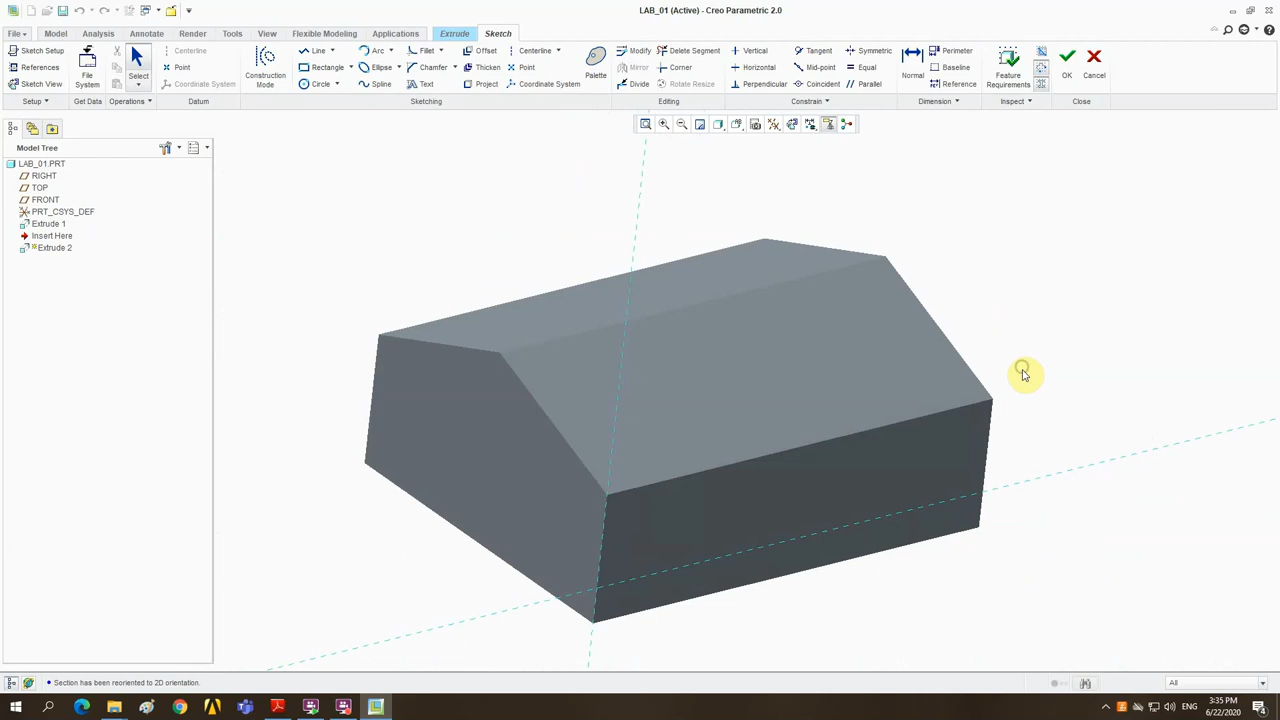 LAB_01 (Active) - Creo Parametric 2.0
File Model Analysis Annotate Render Tools View Flexible Modeling Applications Extrude Sketch
Sketch Setup
References
Sketch View
Setup
File System
Get Data
Select
Operations
Centerline
Point
Coordinate System
Datum
Construction Mode
Line
Rectangle
Circle
Arc
Ellipse
Spline
Fillet
Chamfer
Text
Offset
Thicken
Project
Centerline
Point
Coordinate System
Palette
Sketching
Modify
Mirror
Divide
Delete Segment
Corner
Rotate Resize
Editing
Vertical
Horizontal
Perpendicular
Tangent
Mid-point
Coincident
Symmetric
Equal
Parallel
Constrain
Normal
Perimeter
Baseline
Reference
Dimension
Feature Requirements
Inspect
OK
Cancel
Close
Model Tree
LAB_01.PRT
RIGHT
TOP
FRONT
PRT_CSYS_DEF
Extrude 1
Insert Here
Extrude 2
Section has been reoriented to 2D orientation.
All
ENG
3:35 PM
6/22/2020
4